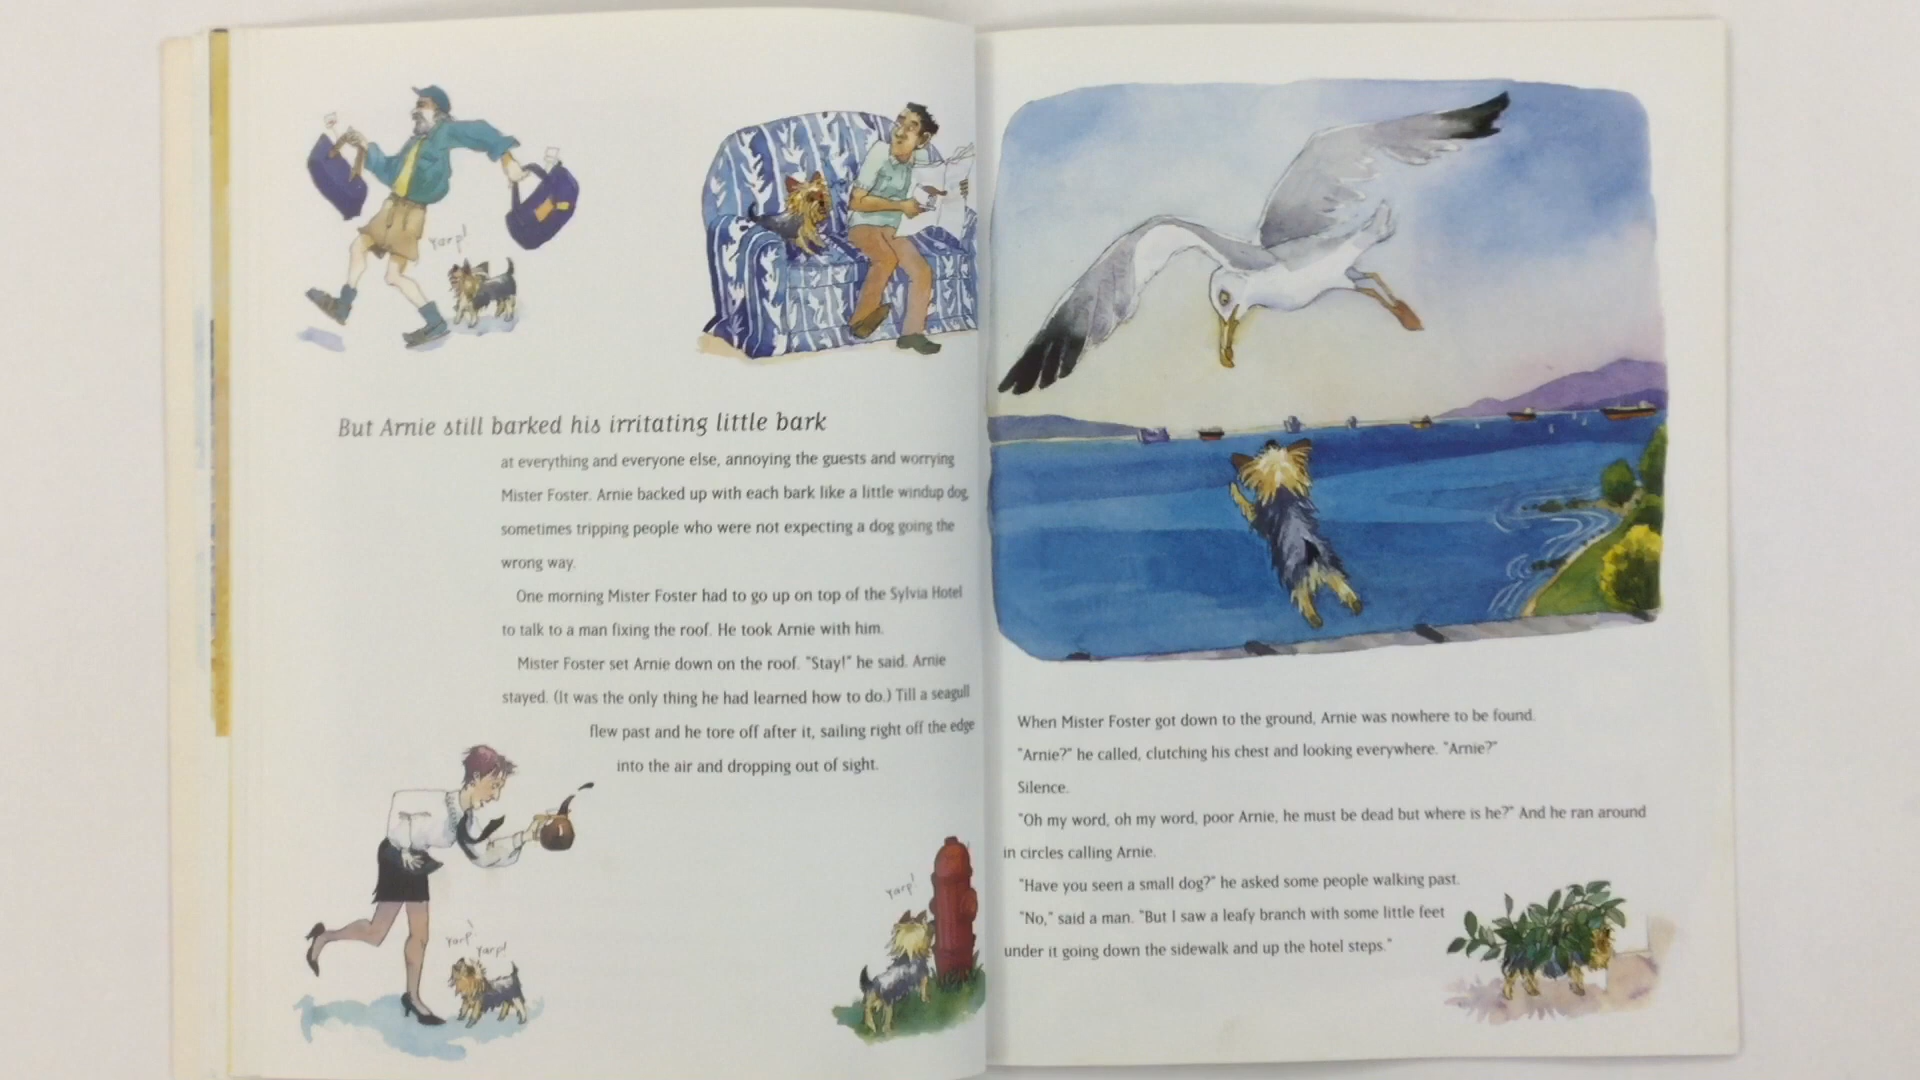 Yarp!
But Arnie still barked his irritating little bark
at everything and everyone else, annoying the guests and worrying
Mister Foster. Arnie backed up with each bark like a little windup dog,
sometimes tripping people who were not expecting a dog going the
wrong way.
One morning Mister Foster had to go up on top of the Sylvia Hotel
to talk to a man fixing the roof. He took Arnie with him.
Mister Foster set Arnie down on the roof. "Stay!" he said. Arnie
stayed. (It was the only thing he had learned how to do.) Till a seagull
flew past and he tore off after it, sailing right off the edge
into the air and dropping out of sight.
Yarp!
Yarp!
Yarp!
When Mister Foster got down to the ground, Arnie was nowhere to be found.
"Arnie?" he called, clutching his chest and looking everywhere. "Arnie?"
Silence.
"Oh my word, oh my word, poor Arnie, he must be dead but where is he?" And he ran around
in circles calling Arnie.
"Have you seen a small dog?" he asked some people walking past.
"No," said a man. "But I saw a leafy branch with some little feet
under it going down the sidewalk and up the hotel steps."